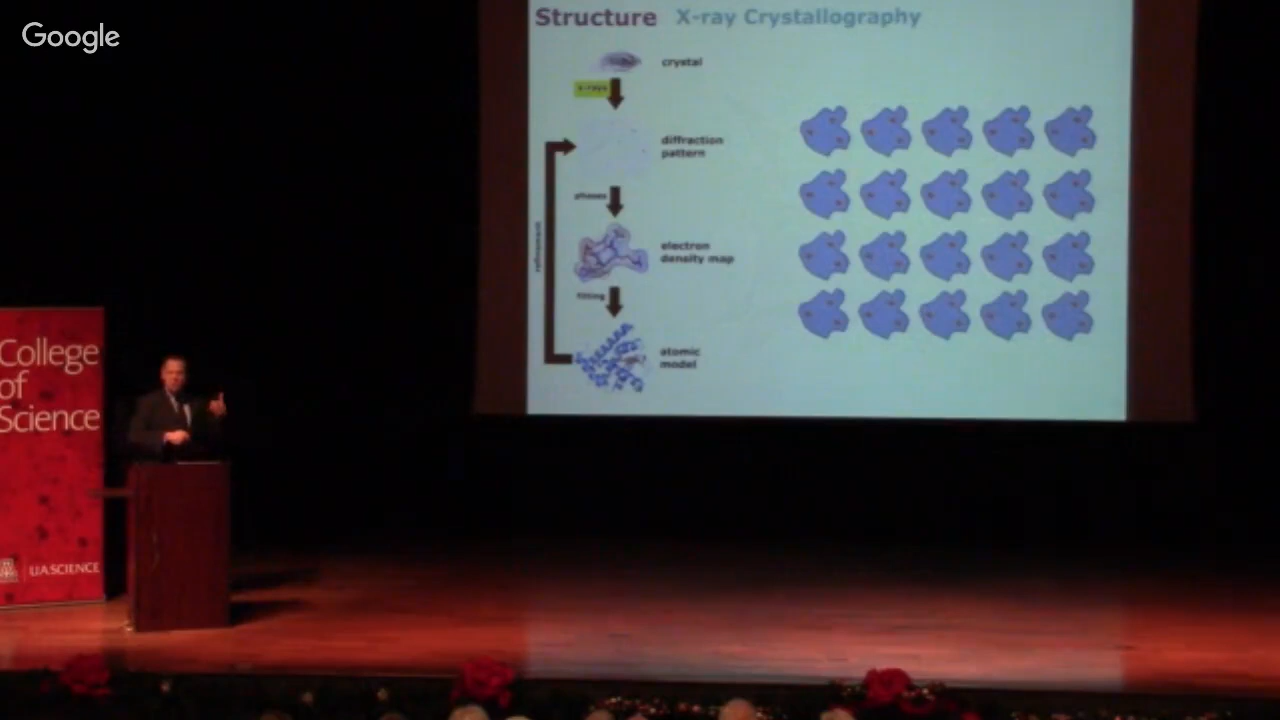 Google
Structure X-ray Crystallography
crystal
x-rays
diffraction
pattern
phases
electron
density map
fitting
atomic
model
College
of
Science
UA SCIENCE